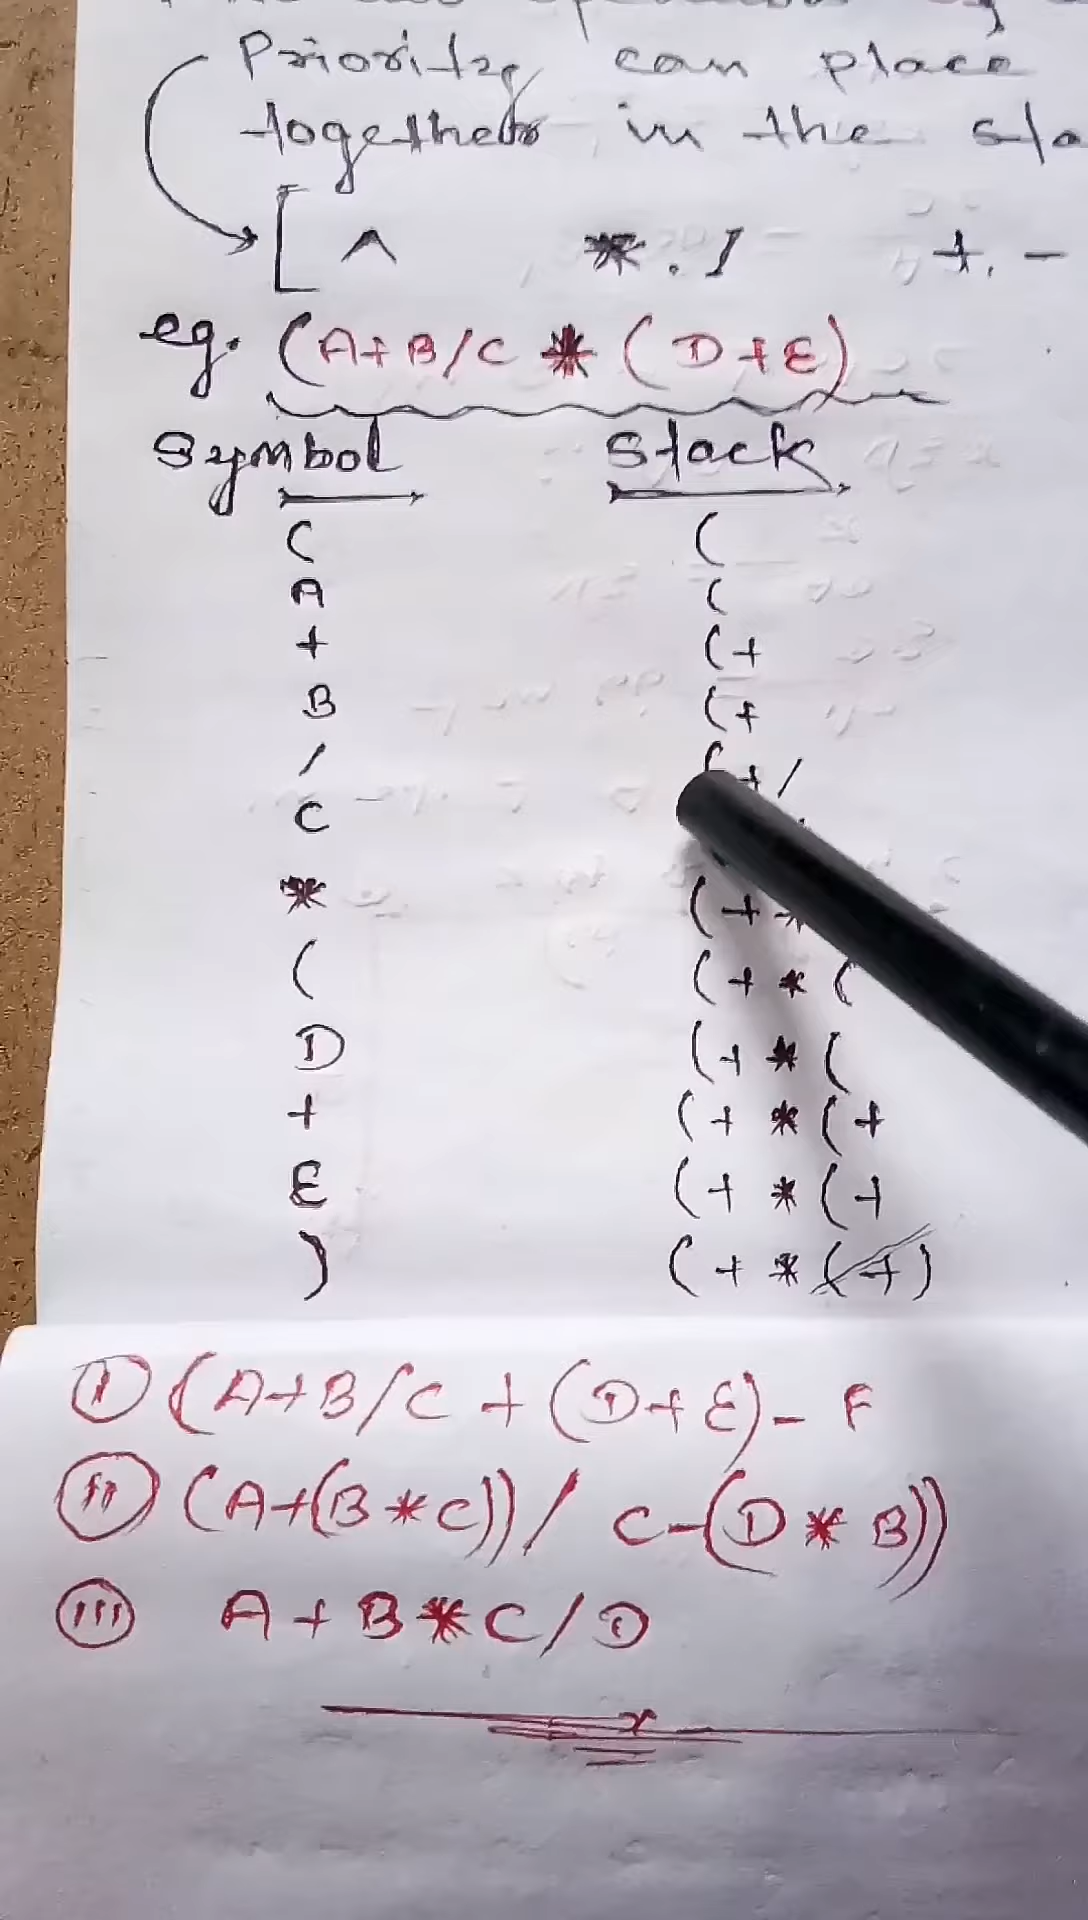 Priority can place
together in the sta
[ ^ *. / +. -
eg. (A+B/C * (D+E)
Symbol Stack
( (
A (
+ (+
B (+
/ (+/
C
* (+*
( (+*(
D (+*(
+ (+*(+
E (+*(+
) (+*(+)
I (A+B/C + (D+E)- F
II (A+(B*C))/ C-(D * B))
III A+B*C/D
x